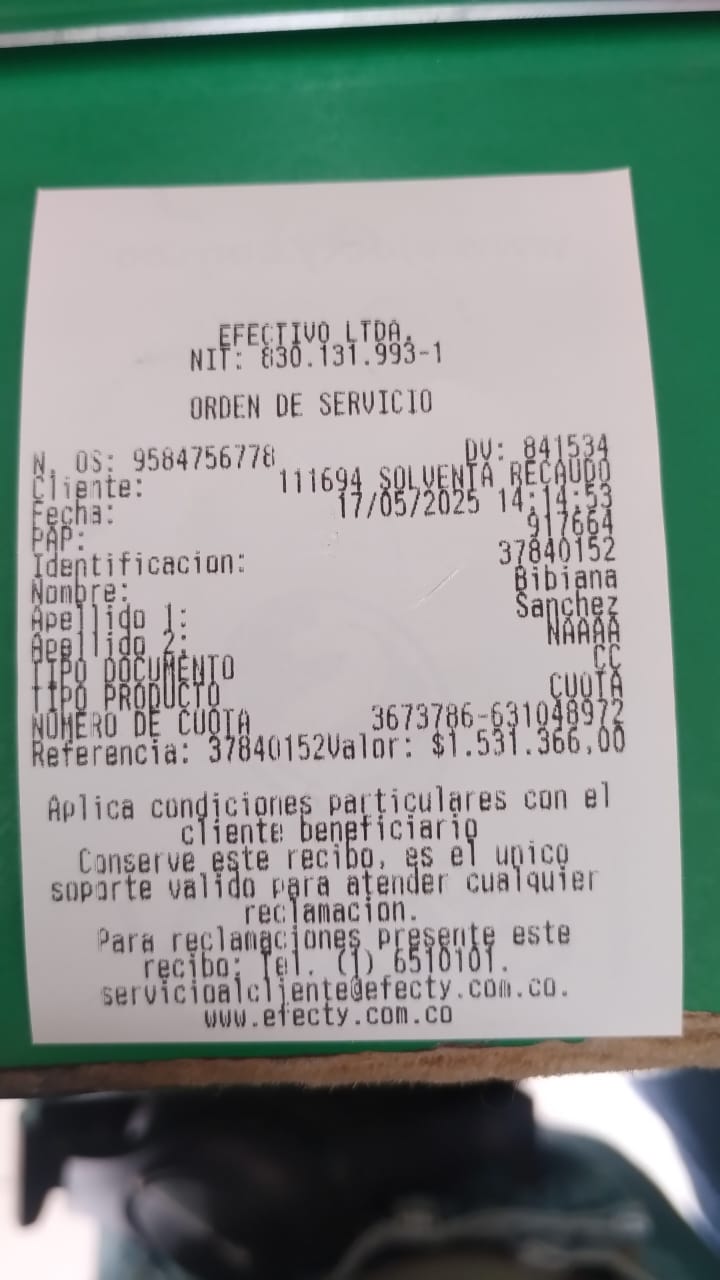 EFECTIVO LTDA.
NIT: 830.131.993-1
ORDEN DE SERVICIO
N. OS: 9584756778 DV: 841534
Cliente: 111694 SOLVENTA RECAUDO
Fecha: 17/05/2025 14:14:53
PAP: 917664
Identificacion: 37840152
Nombre: Bibiana
Apellido 1: Sanchez
Apellido 2: NAAAA
TIPO DOCUMENTO CC
TIPO PRODUCTO CUOTA
NUMERO DE CUOTA 3673786-631048972
Referencia: 37840152Valor: $1.531.366,00
Aplica condiciones particulares con el
cliente beneficiario
Conserve este recibo, es el unico
soporte valido para atender cualquier
reclamacion.
Para reclamaciones presente este
recibo: Tel. (1) 6510101.
servicioalcliente@efecty.com.co.
www.efecty.com.co